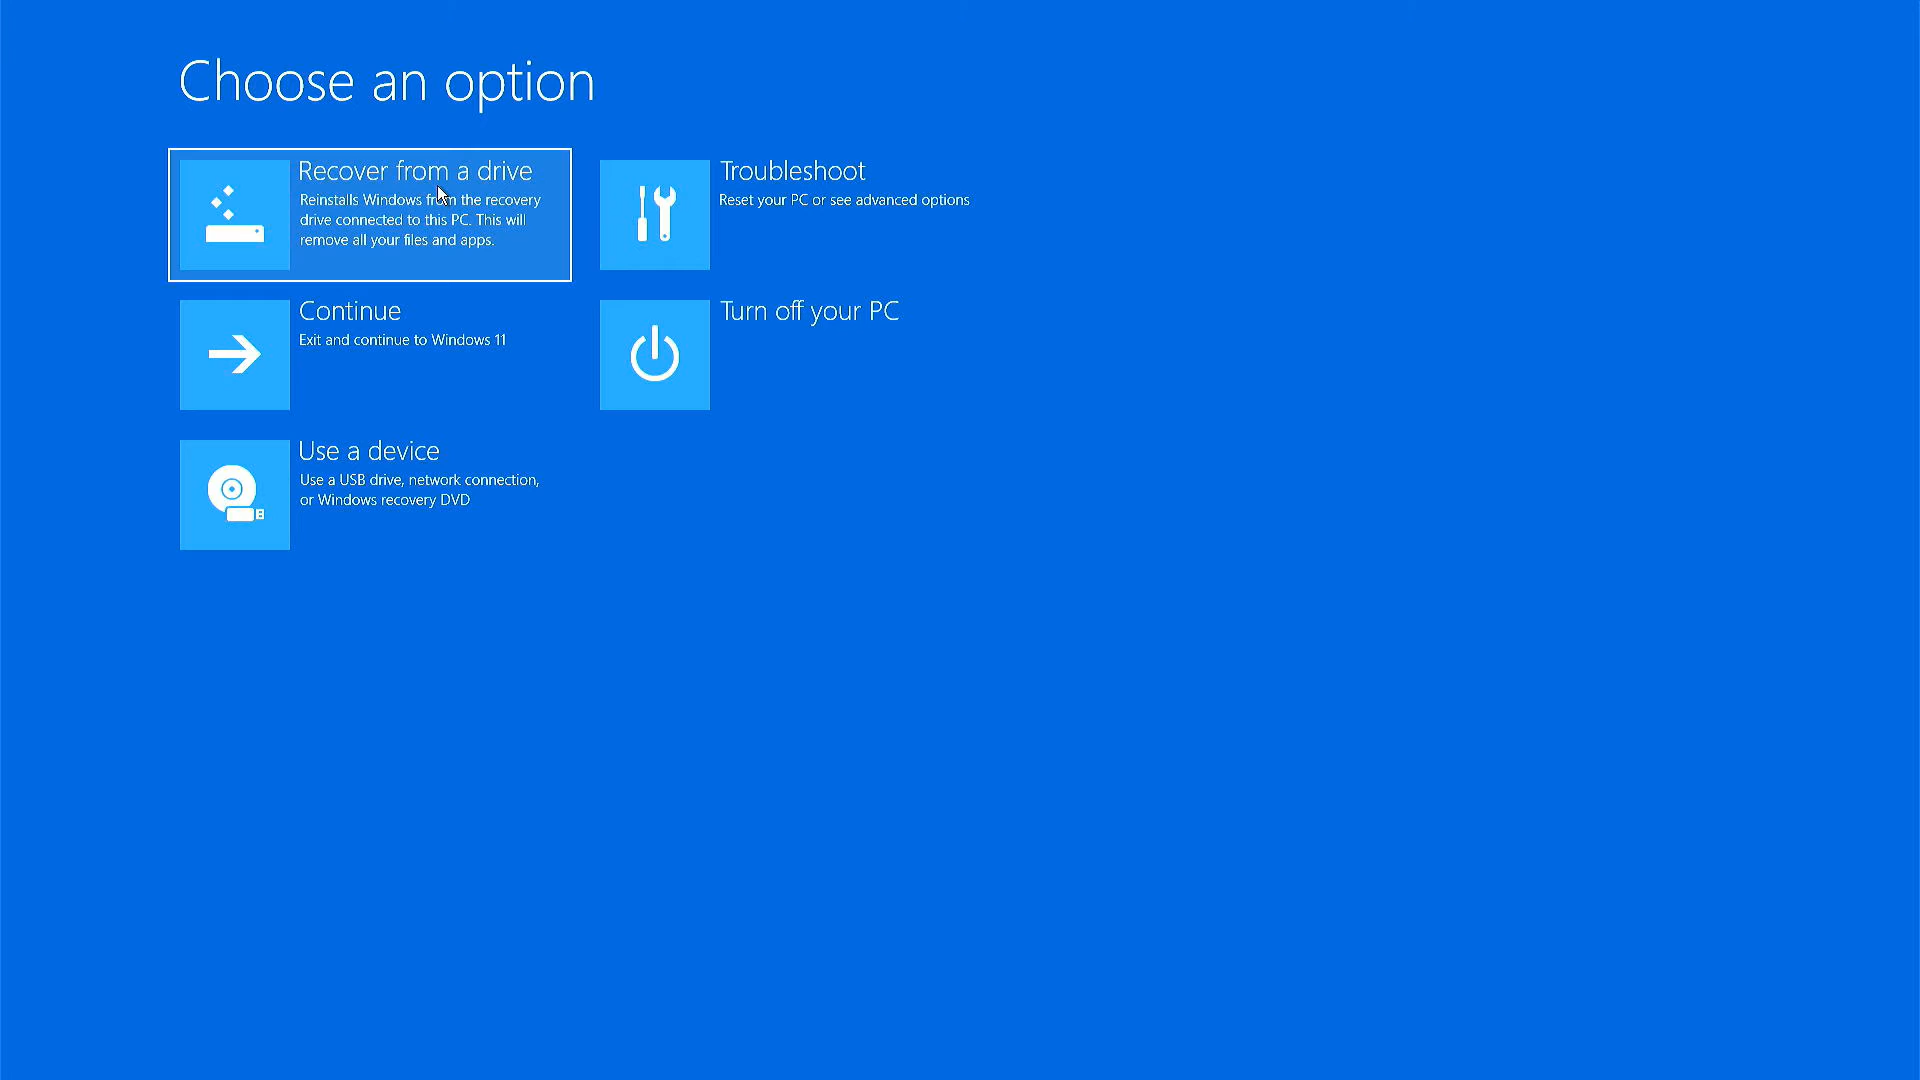 Choose an option
Recover from a drive
Reinstalls Windows from the recovery
drive connected to this PC. This will
remove all your files and apps.
Troubleshoot
Reset your PC or see advanced options
Continue
Exit and continue to Windows 11
Turn off your PC
Use a device
Use a USB drive, network connection,
or Windows recovery DVD